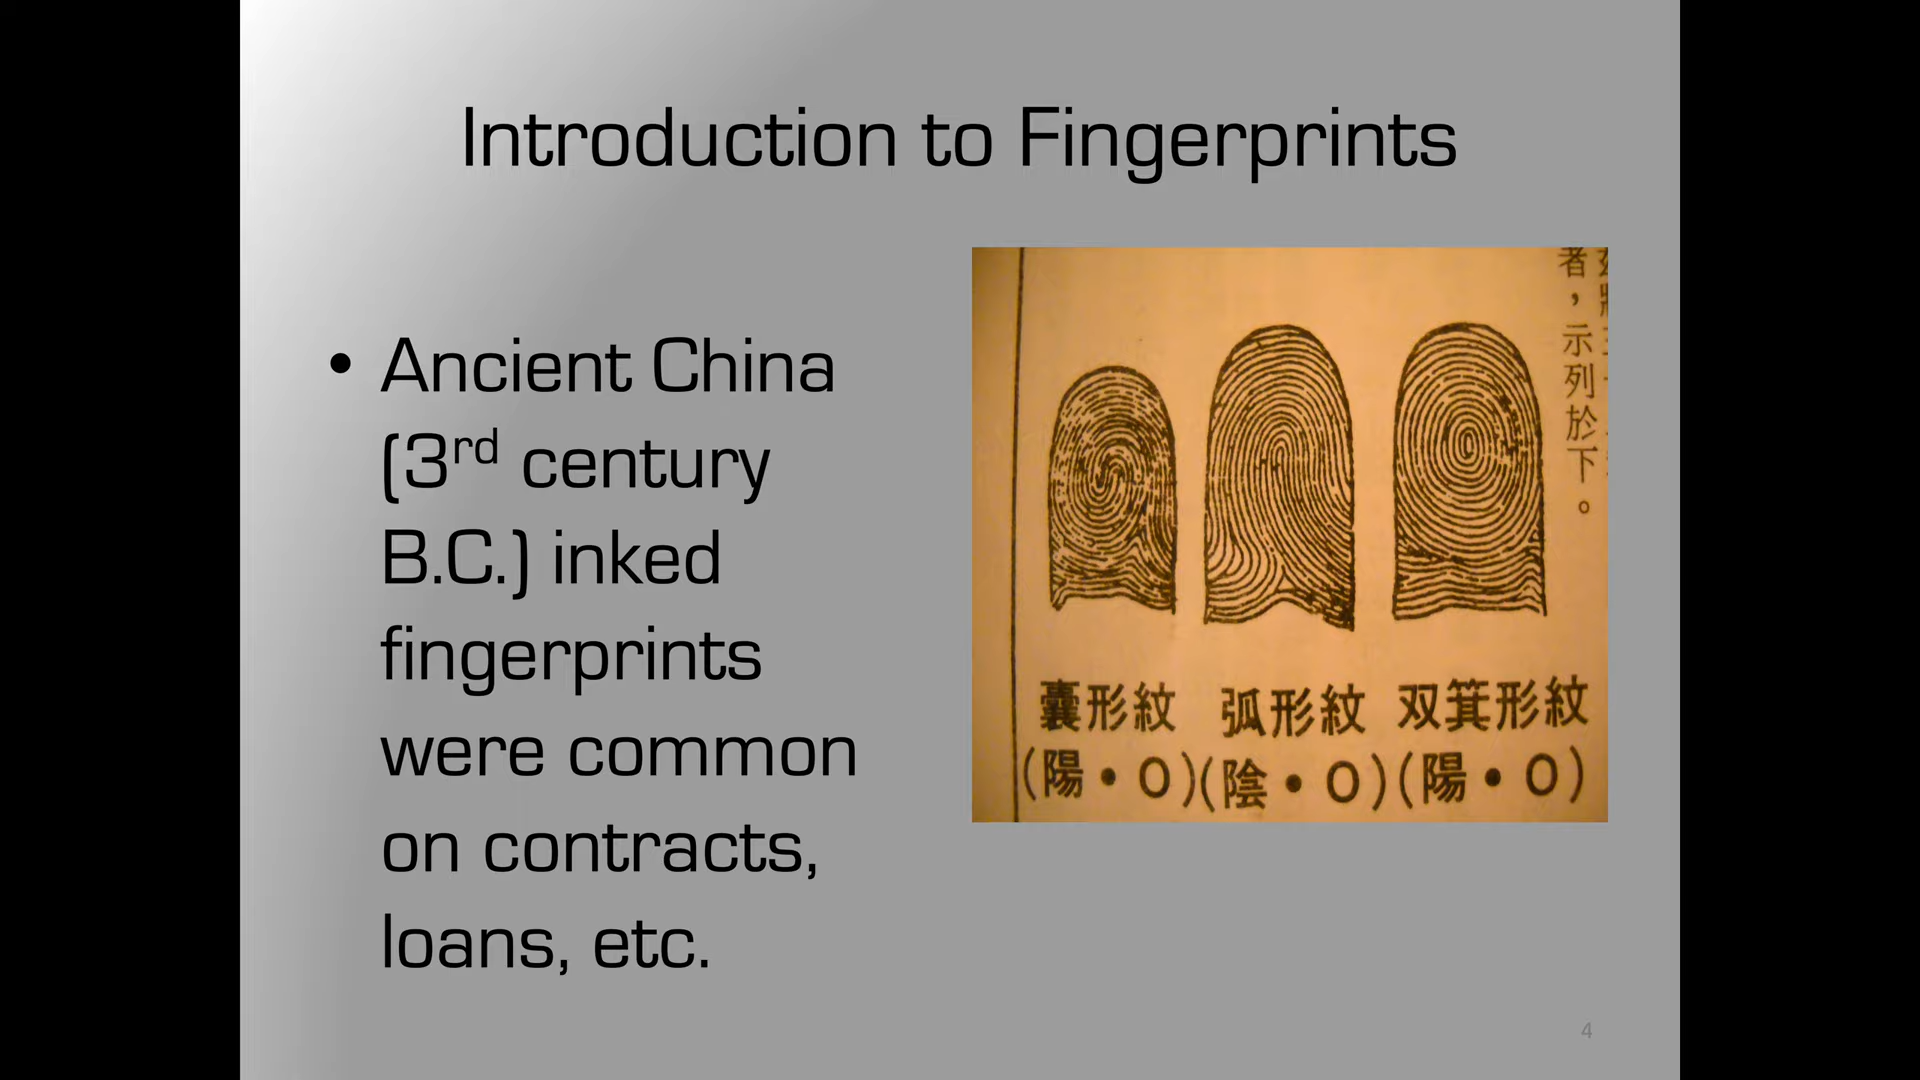 Introduction to Fingerprints
• Ancient China
(3rd century
B.C.) inked
fingerprints
were common
on contracts,
loans, etc.
者，示列於下。
囊形紋 弧形紋 双箕形紋
(陽・O)(陰・O)(陽・O)
4